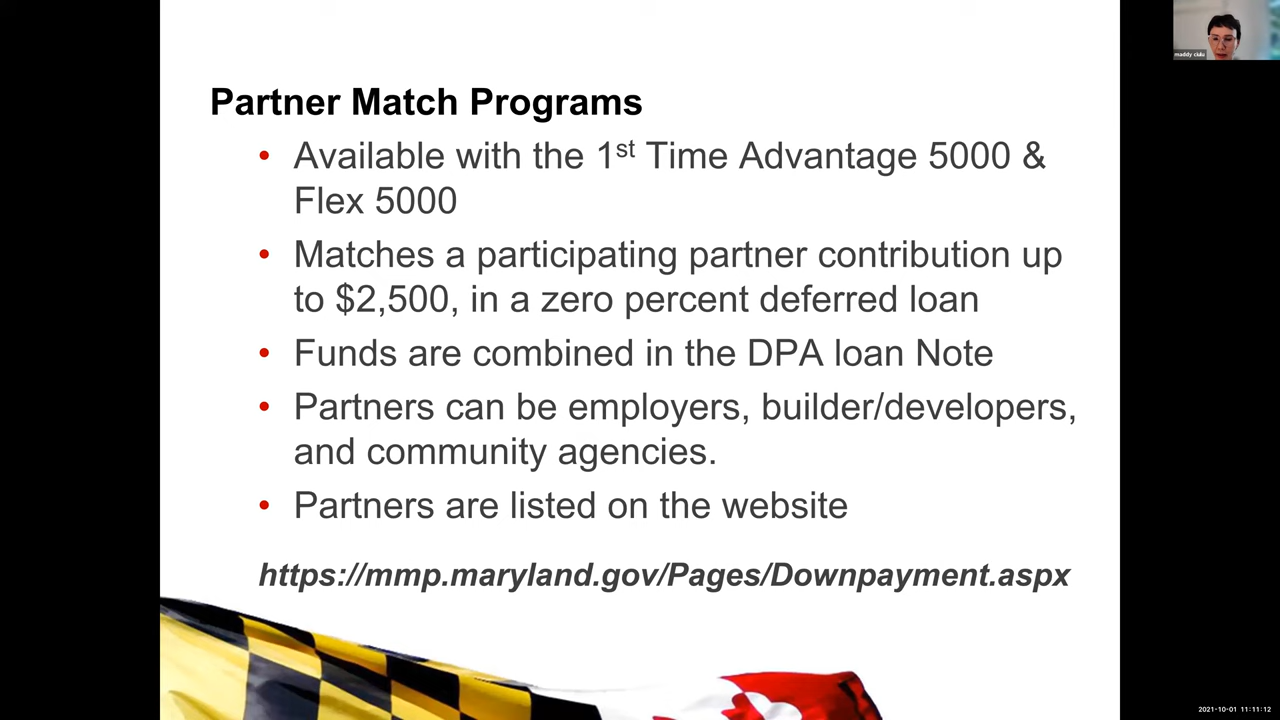 Partner Match Programs
• Available with the 1st Time Advantage 5000 &
Flex 5000
• Matches a participating partner contribution up
to $2,500, in a zero percent deferred loan
• Funds are combined in the DPA loan Note
• Partners can be employers, builder/developers,
and community agencies.
• Partners are listed on the website
https://mmp.maryland.gov/Pages/Downpayment.aspx
maddy ciulu
2021-10-01 11:11:12